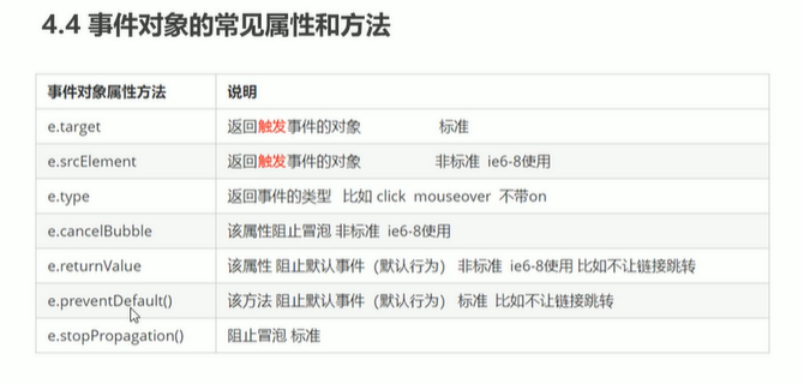 4.4 事件对象的常见属性和方法
事件对象属性方法 说明
e.target 返回触发事件的对象 标准
e.srcElement 返回触发事件的对象 非标准 ie6-8使用
e.type 返回事件的类型 比如 click mouseover 不带on
e.cancelBubble 该属性阻止冒泡 非标准 ie6-8使用
e.returnValue 该属性 阻止默认事件（默认行为） 非标准 ie6-8使用 比如不让链接跳转
e.preventDefault() 该方法 阻止默认事件（默认行为） 标准 比如不让链接跳转
e.stopPropagation() 阻止冒泡 标准